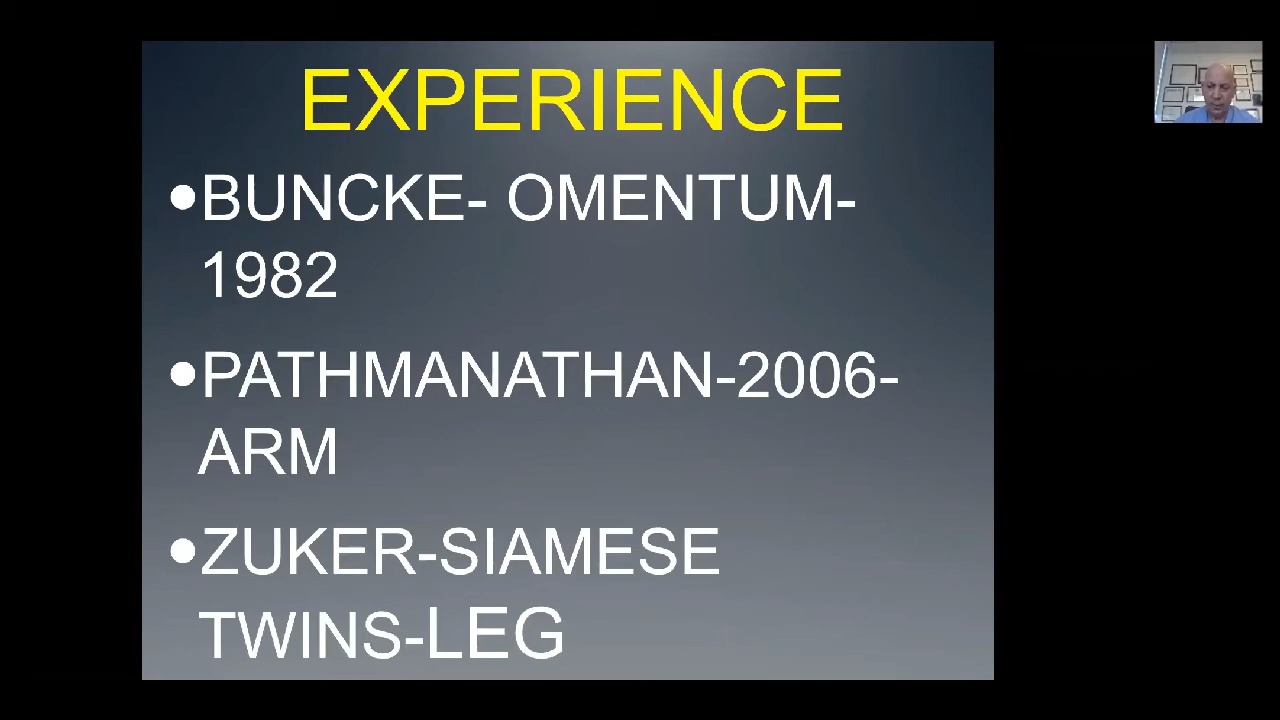 EXPERIENCE
•BUNCKE- OMENTUM-
1982
•PATHMANATHAN-2006-
ARM
•ZUKER-SIAMESE
TWINS-LEG